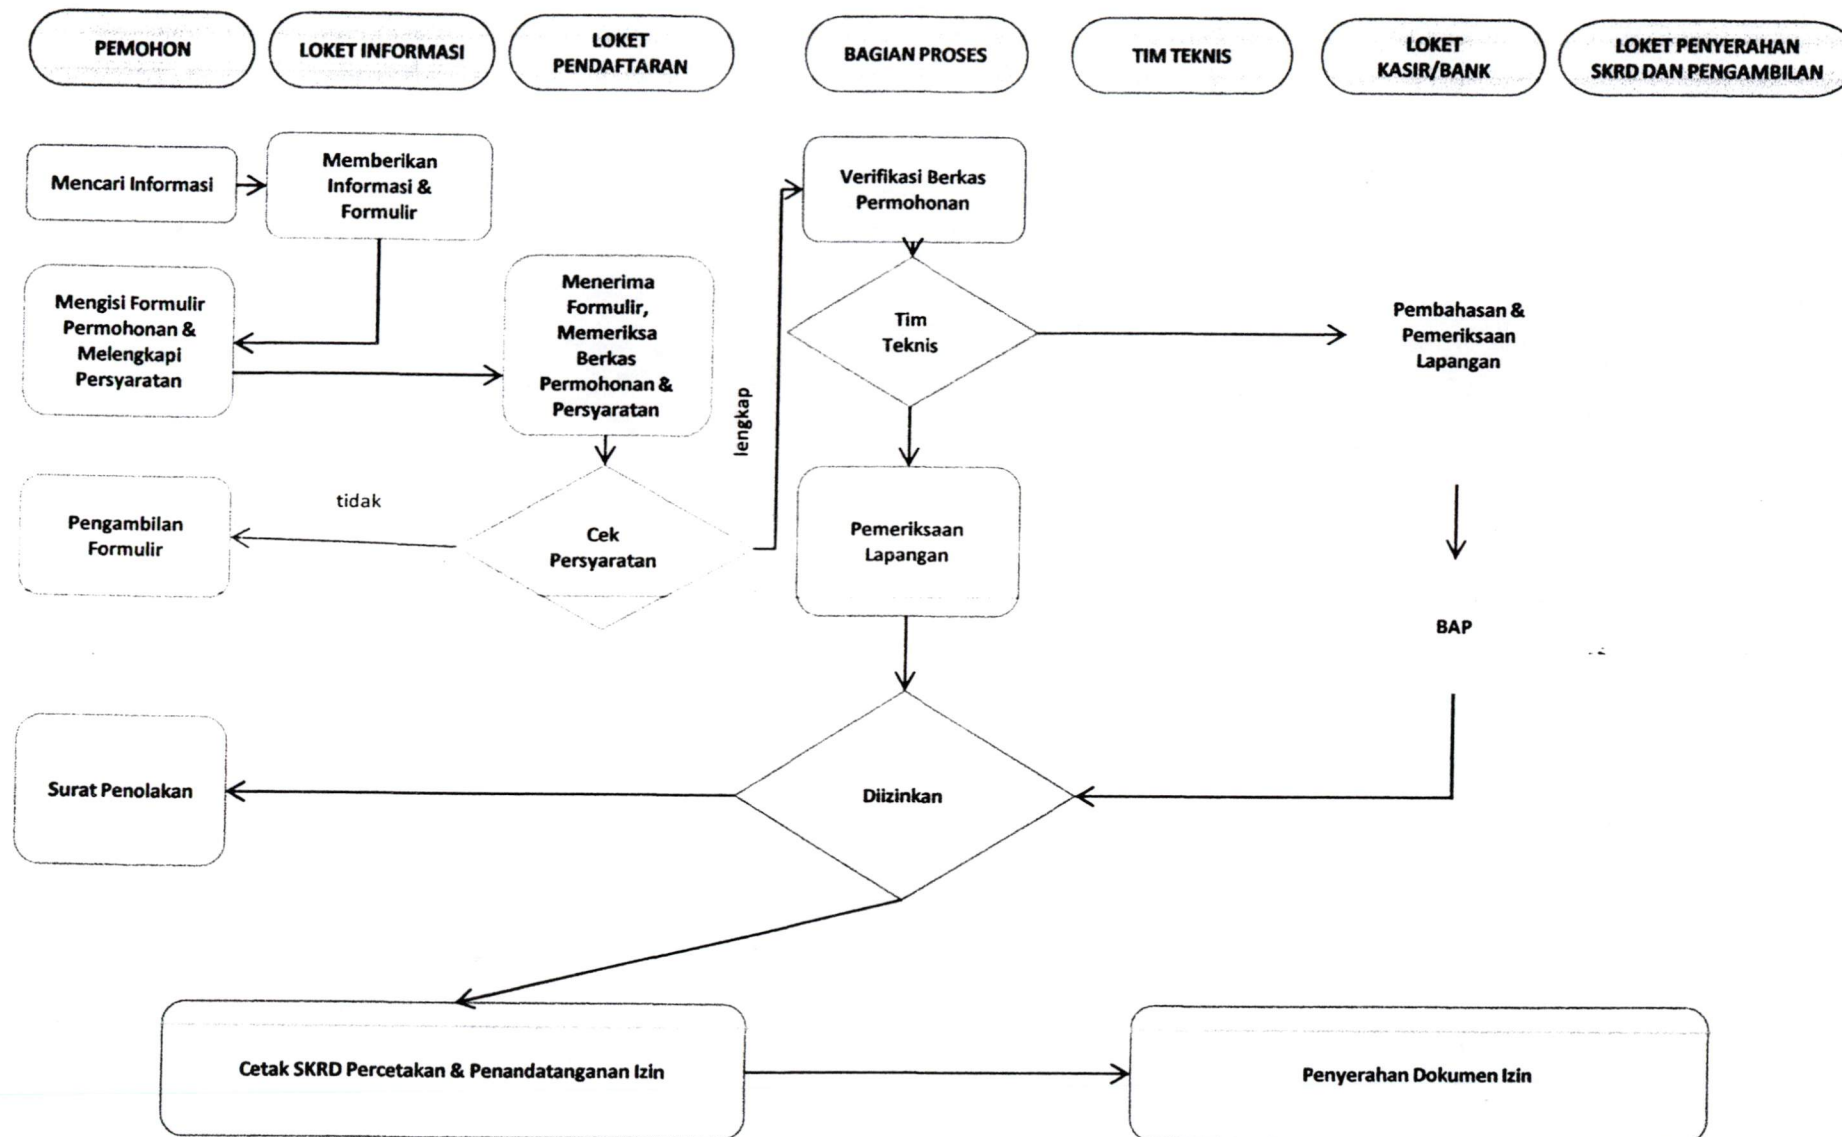 PEMOHON
LOKET INFORMASI
LOKET
PENDAFTARAN
BAGIAN PROSES
TIM TEKNIS
LOKET
KASIR/BANK
LOKET PENYERAHAN
SKRD DAN PENGAMBILAN
Mencari Informasi
Memberikan
Informasi &
Formulir
Verifikasi Berkas
Permohonan
Mengisi Formulir
Permohonan &
Melengkapi
Persyaratan
Menerima
Formulir,
Memeriksa
Berkas
Permohonan &
Persyaratan
lengkap
Tim
Teknis
Pembahasan &
Pemeriksaan
Lapangan
Pengambilan
Formulir
tidak
Cek
Persyaratan
Pemeriksaan
Lapangan
BAP
Surat Penolakan
Diizinkan
Cetak SKRD Percetakan & Penandatanganan Izin
Penyerahan Dokumen Izin